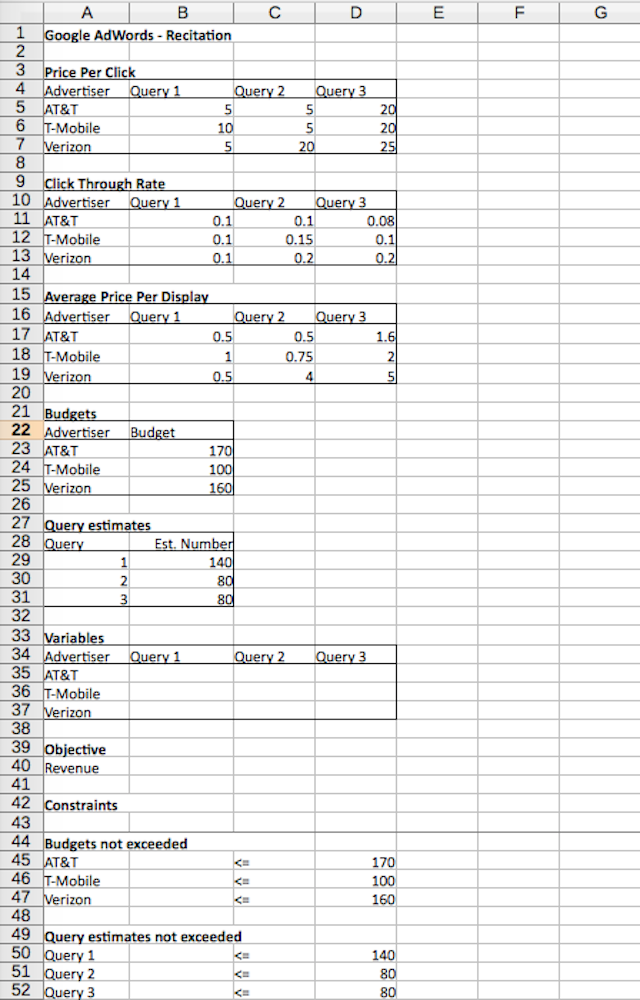 A B C D E F G
1 Google AdWords - Recitation
2
3 Price Per Click
4 Advertiser Query 1 Query 2 Query 3
5 AT&T 5 5 20
6 T-Mobile 10 5 20
7 Verizon 5 20 25
8
9 Click Through Rate
10 Advertiser Query 1 Query 2 Query 3
11 AT&T 0.1 0.1 0.08
12 T-Mobile 0.1 0.15 0.1
13 Verizon 0.1 0.2 0.2
14
15 Average Price Per Display
16 Advertiser Query 1 Query 2 Query 3
17 AT&T 0.5 0.5 1.6
18 T-Mobile 1 0.75 2
19 Verizon 0.5 4 5
20
21 Budgets
22 Advertiser Budget
23 AT&T 170
24 T-Mobile 100
25 Verizon 160
26
27 Query estimates
28 Query Est. Number
29 1 140
30 2 80
31 3 80
32
33 Variables
34 Advertiser Query 1 Query 2 Query 3
35 AT&T
36 T-Mobile
37 Verizon
38
39 Objective
40 Revenue
41
42 Constraints
43
44 Budgets not exceeded
45 AT&T <= 170
46 T-Mobile <= 100
47 Verizon <= 160
48
49 Query estimates not exceeded
50 Query 1 <= 140
51 Query 2 <= 80
52 Query 3 <= 80